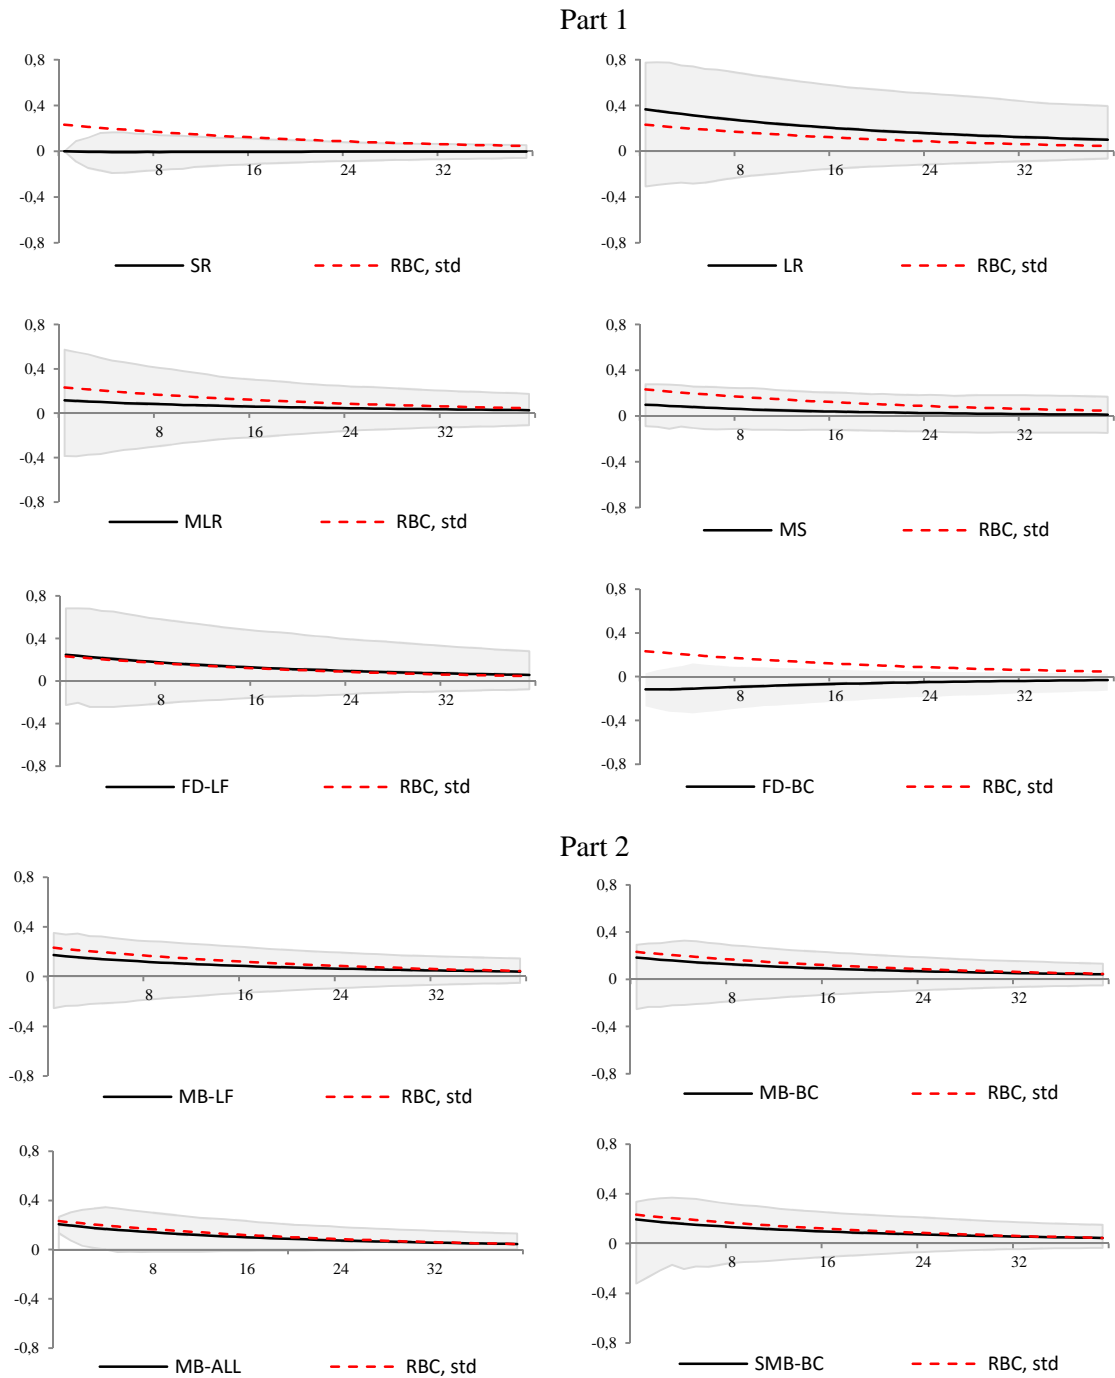 Part 1
0,8
0,4
0
-0,4
-0,8
8 16 24 32
SR RBC, std
0,8
0,4
0
-0,4
-0,8
8 16 24 32
LR RBC, std
0,8
0,4
0
-0,4
-0,8
8 16 24 32
MLR RBC, std
0,8
0,4
0
-0,4
-0,8
8 16 24 32
MS RBC, std
0,8
0,4
0
-0,4
-0,8
8 16 24 32
FD-LF RBC, std
0,8
0,4
0
-0,4
-0,8
8 16 24 32
FD-BC RBC, std
Part 2
0,8
0,4
0
-0,4
-0,8
8 16 24 32
MB-LF RBC, std
0,8
0,4
0
-0,4
-0,8
8 16 24 32
MB-BC RBC, std
0,8
0,4
0
-0,4
-0,8
8 16 24 32
MB-ALL RBC, std
0,8
0,4
0
-0,4
-0,8
8 16 24 32
SMB-BC RBC, std